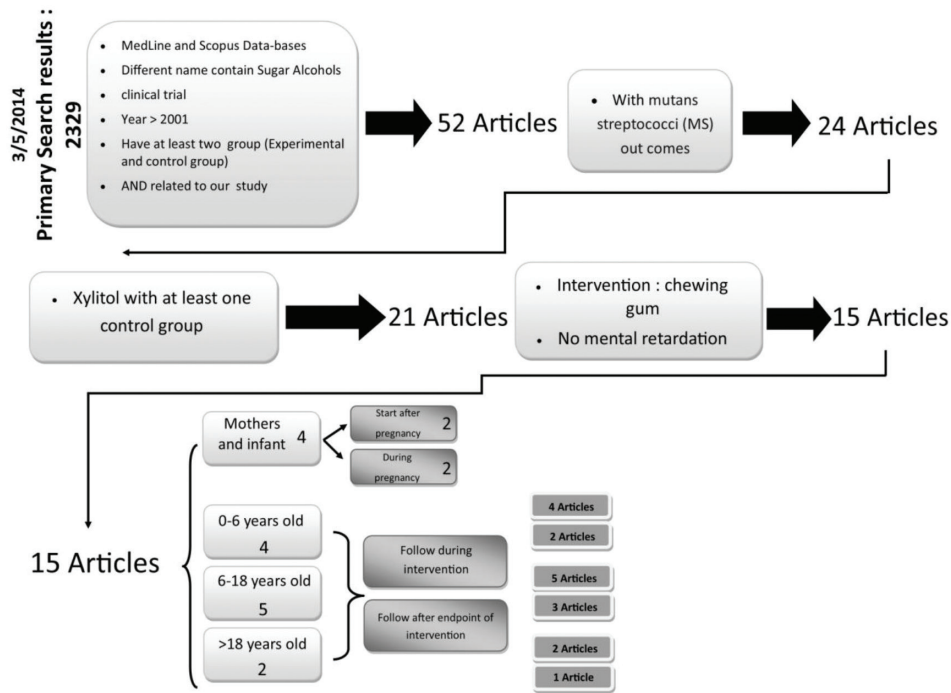 3/5/2014
Primary Search results :
2329
• MedLine and Scopus Data-bases
• Different name contain Sugar Alcohols
• clinical trial
• Year > 2001
• Have at least two group (Experimental
and control group)
• AND related to our study
52 Articles
• With mutans
streptococci (MS)
out comes
24 Articles
• Xylitol with at least one
control group
21 Articles
• Intervention : chewing
gum
• No mental retardation
15 Articles
15 Articles
Mothers
and infant 4
Start after
pregnancy 2
During
pregnancy 2
0-6 years old
4
6-18 years old
5
>18 years old
2
Follow during
intervention
Follow after endpoint of
intervention
4 Articles
2 Articles
5 Articles
3 Articles
2 Articles
1 Article